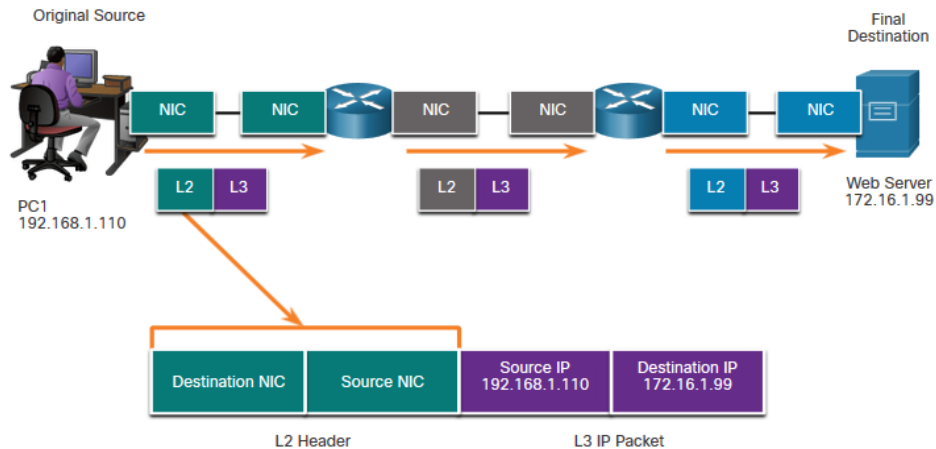 Original Source
Final
Destination
NIC
NIC
NIC
NIC
NIC
NIC
L2
L3
L2
L3
L2
L3
PC1
192.168.1.110
Web Server
172.16.1.99
Destination NIC
Source NIC
Source IP
192.168.1.110
Destination IP
172.16.1.99
L2 Header
L3 IP Packet